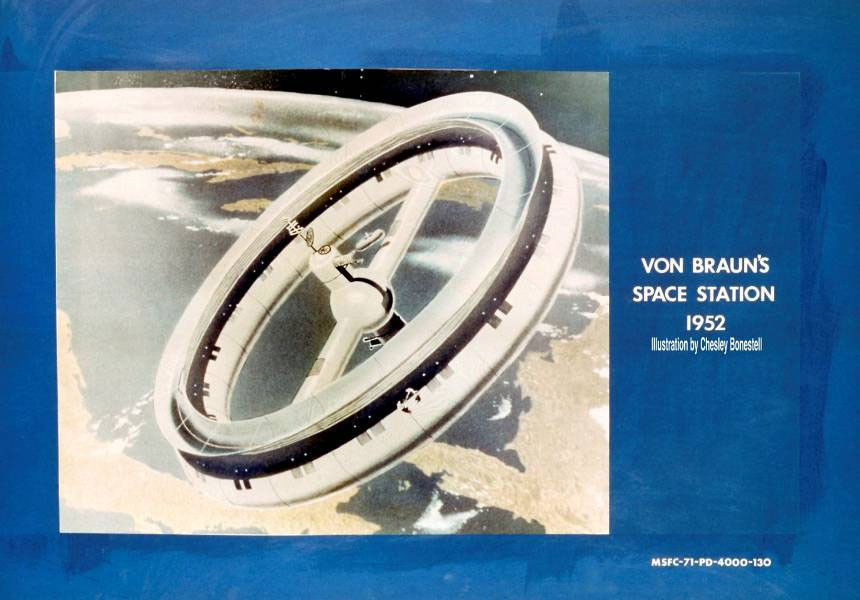 VON BRAUN'S
SPACE STATION
1952
Illustration by Chesley Bonestell
MSFC-71-PD-4000-130